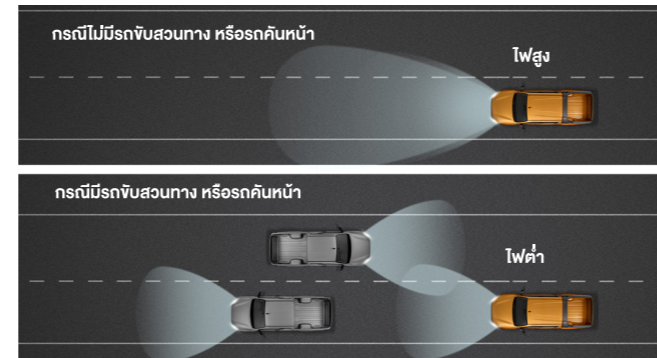 กรณีไม่มีรถขับสวนทาง หรือรถคันหน้า
ไฟสูง
กรณีมีรถขับสวนทาง หรือรถคันหน้า
ไฟต่ำ